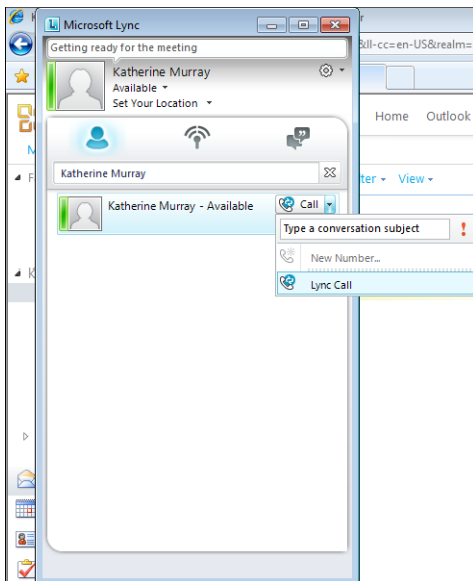 Microsoft Lync
Getting ready for the meeting
Katherine Murray
Available
Set Your Location
&ll-cc=en-US&realm=
Home Outlook
Katherine Murray
ter View
Katherine Murray - Available
Call
Type a conversation subject
New Number...
Lync Call